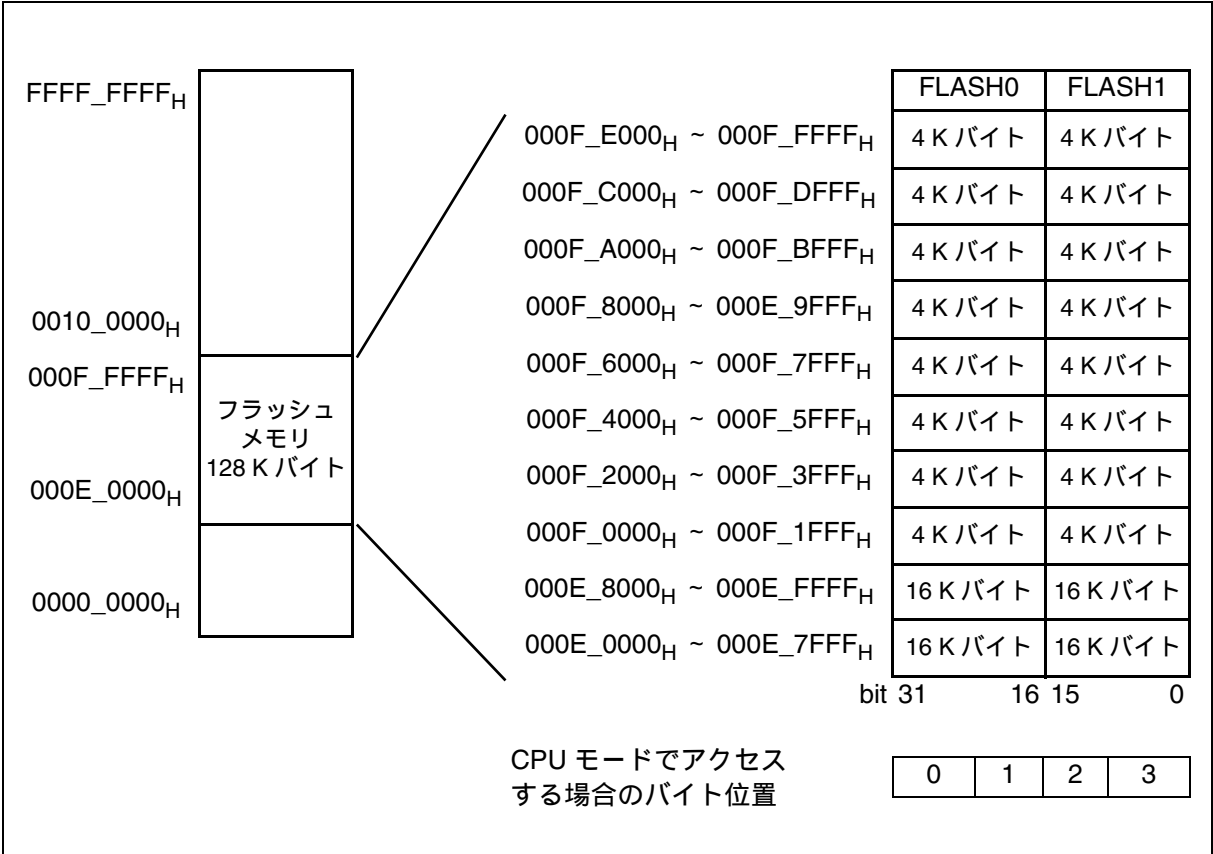 FFFF_FFFFH
0010_0000H
000F_FFFFH
フラッシュ
メモリ
128 K バイト
000E_0000H
0000_0000H
FLASH0 FLASH1
000F_E000H ~ 000F_FFFFH 4 K バイト 4 K バイト
000F_C000H ~ 000F_DFFFH 4 K バイト 4 K バイト
000F_A000H ~ 000F_BFFFH 4 K バイト 4 K バイト
000F_8000H ~ 000E_9FFFH 4 K バイト 4 K バイト
000F_6000H ~ 000F_7FFFH 4 K バイト 4 K バイト
000F_4000H ~ 000F_5FFFH 4 K バイト 4 K バイト
000F_2000H ~ 000F_3FFFH 4 K バイト 4 K バイト
000F_0000H ~ 000F_1FFFH 4 K バイト 4 K バイト
000E_8000H ~ 000E_FFFFH 16 K バイト 16 K バイト
000E_0000H ~ 000E_7FFFH 16 K バイト 16 K バイト
bit 31 16 15 0
CPU モードでアクセス
する場合のバイト位置
0 1 2 3